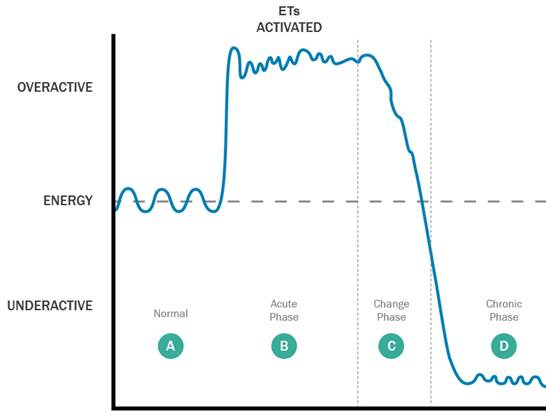 ETs
ACTIVATED
OVERACTIVE
ENERGY
UNDERACTIVE
Normal
A
Acute
Phase
B
Change
Phase
C
Chronic
Phase
D